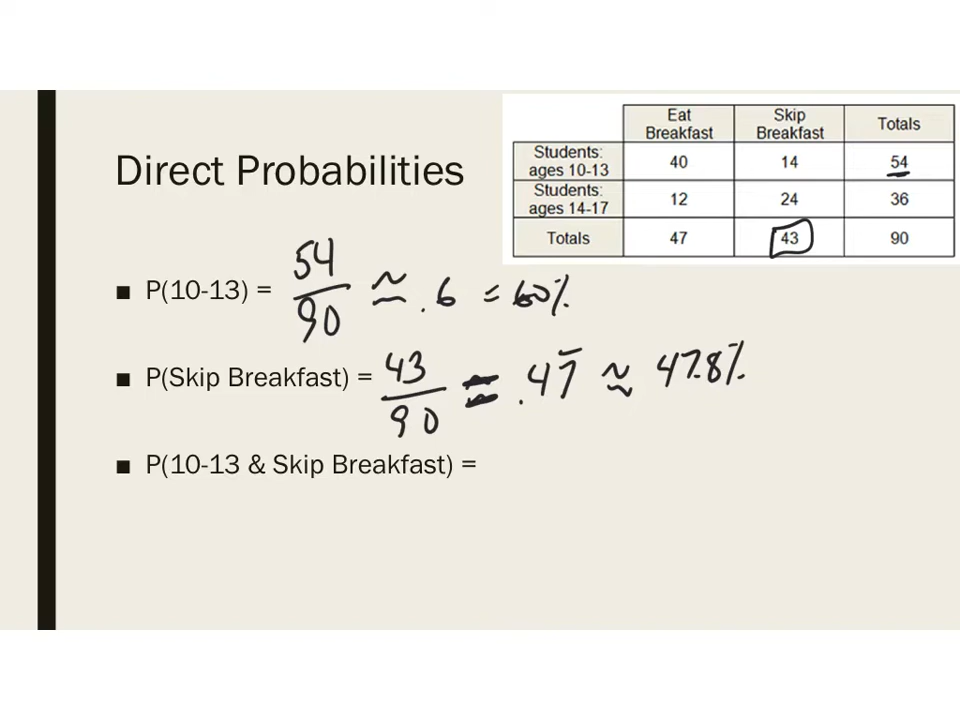 Eat Breakfast Skip Breakfast Totals
Students: ages 10-13 40 14 54
Students: ages 14-17 12 24 36
Totals 47 43 90
Direct Probabilities
■ P(10-13) = 54/90 ≈ .6 = 60%
■ P(Skip Breakfast) = 43/90 = .47̅ ≈ 47.8%
■ P(10-13 & Skip Breakfast) =